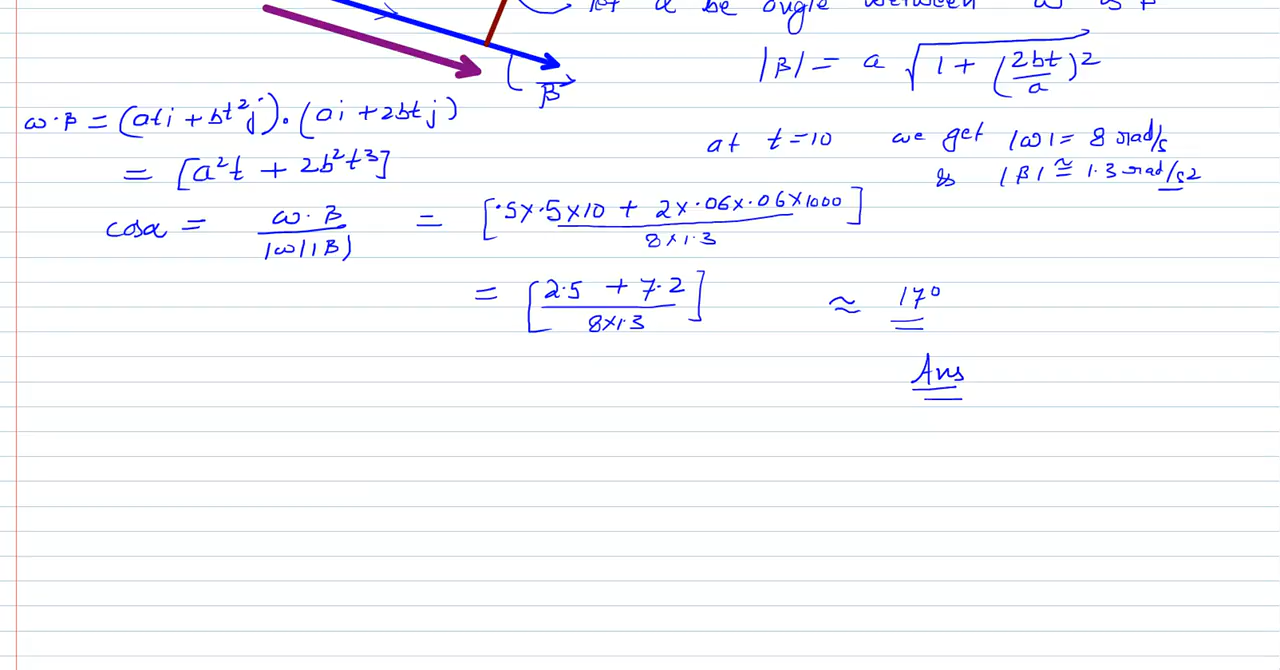 let α be angle between ω is β
|β| = a √(1 + (2bt/a)²)
β
ω·β = (ati + bt²j)·(ai + 2btj)
at t=10 we get |ω| = 8 rad/s
= [a²t + 2b²t³]
& |β| ≅ 1.3 rad/s2
cosα = ω·β / |ω||β| = [·5×·5×10 + 2×·06×·06×1000 / 8×1·3]
= [2·5 + 7·2 / 8×1·3] ≈ 17°
Ans